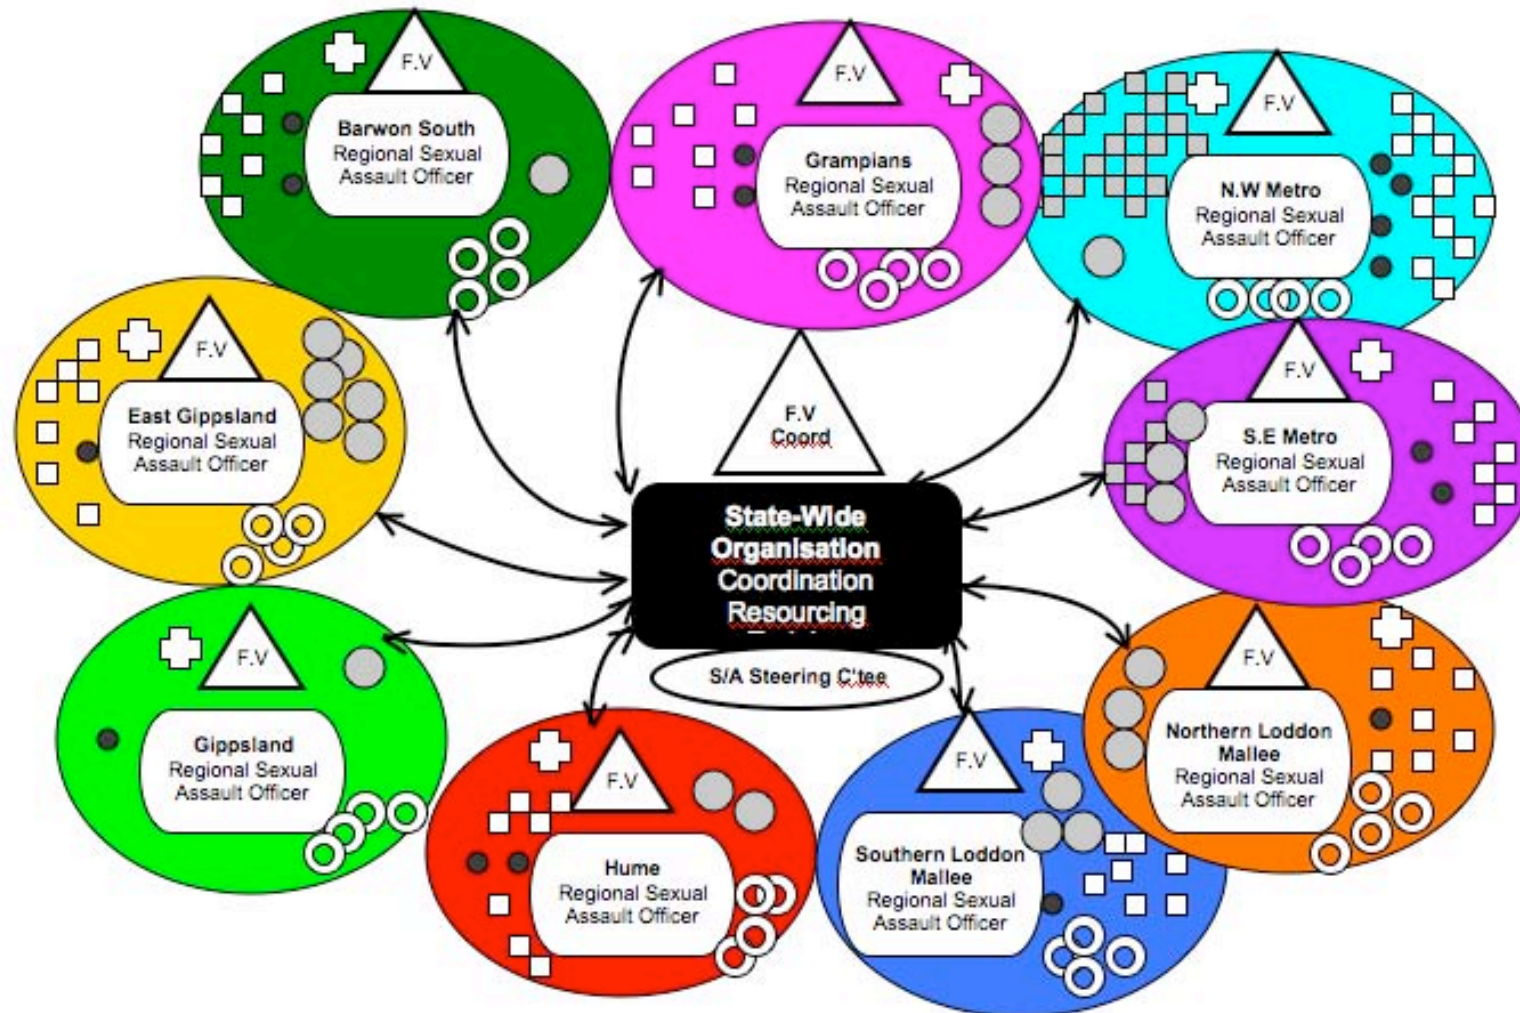 F.V
Barwon South
Regional Sexual
Assault Officer
F.V
Grampians
Regional Sexual
Assault Officer
F.V
N.W Metro
Regional Sexual
Assault Officer
F.V
East Gippsland
Regional Sexual
Assault Officer
F.V
Coord
F.V
S.E Metro
Regional Sexual
Assault Officer
State-Wide
Organisation
Coordination
Resourcing
S/A Steering C'tee
F.V
Gippsland
Regional Sexual
Assault Officer
F.V
Hume
Regional Sexual
Assault Officer
F.V
Southern Loddon
Mallee
Regional Sexual
Assault Officer
F.V
Northern Loddon
Mallee
Regional Sexual
Assault Officer